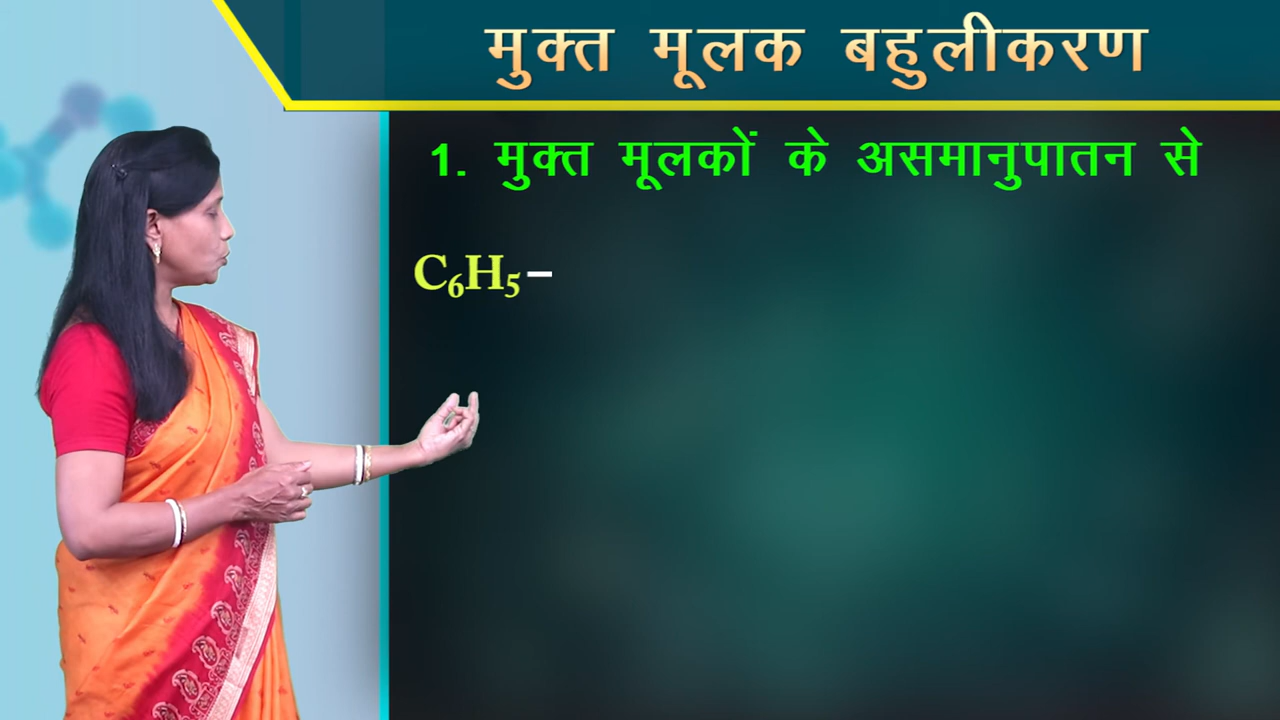 मुक्त मूलक बहुलीकरण
1. मुक्त मूलकों के असमानुपातन से
C₆H₅–